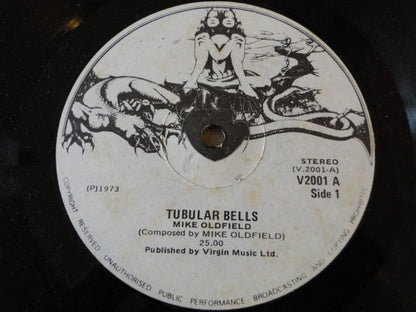 STEREO
(V.2001-A)
V2001 A
Side 1
(P)1973
TUBULAR BELLS
MIKE OLDFIELD
(Composed by MIKE OLDFIELD)
25.00
Published by Virgin Music Ltd.
COPYRIGHT RESERVED UNAUTHORISED PUBLIC PERFORMANCE BROADCASTING AND COPYING PROHIBITED